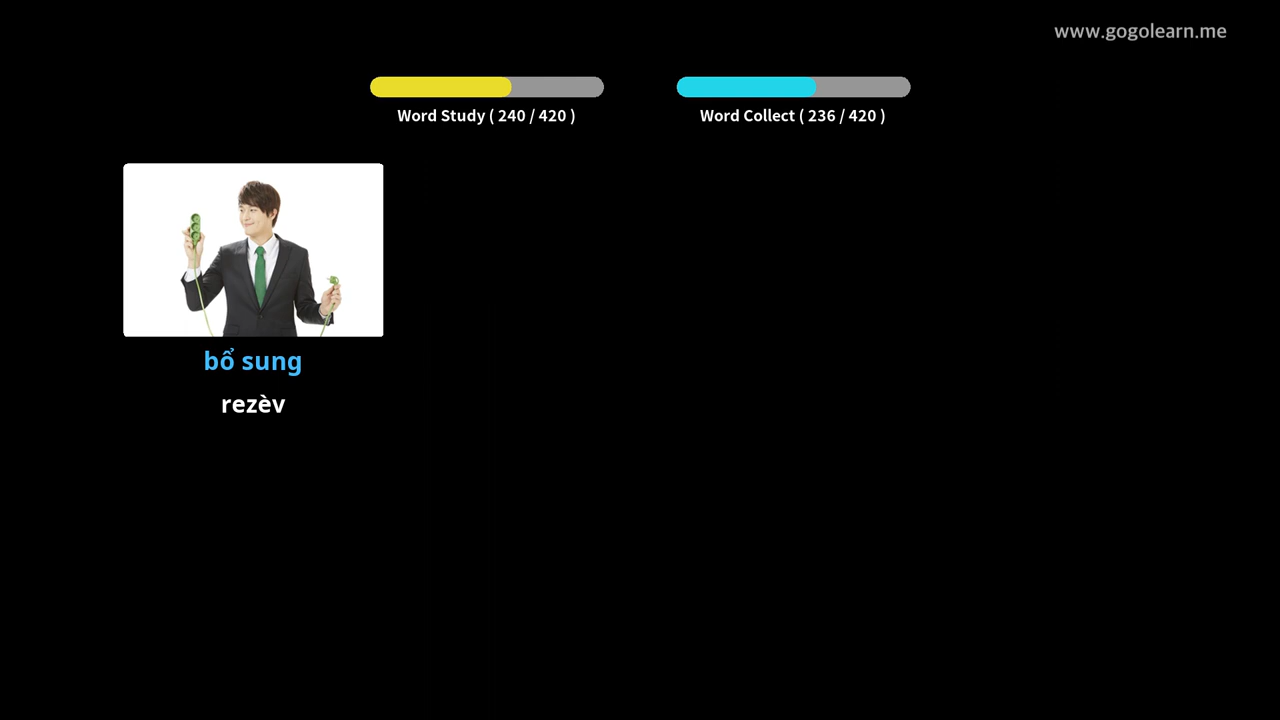 www.gogolearn.me
Word Study ( 240 / 420 )
Word Collect ( 236 / 420 )
bổ sung
rezèv